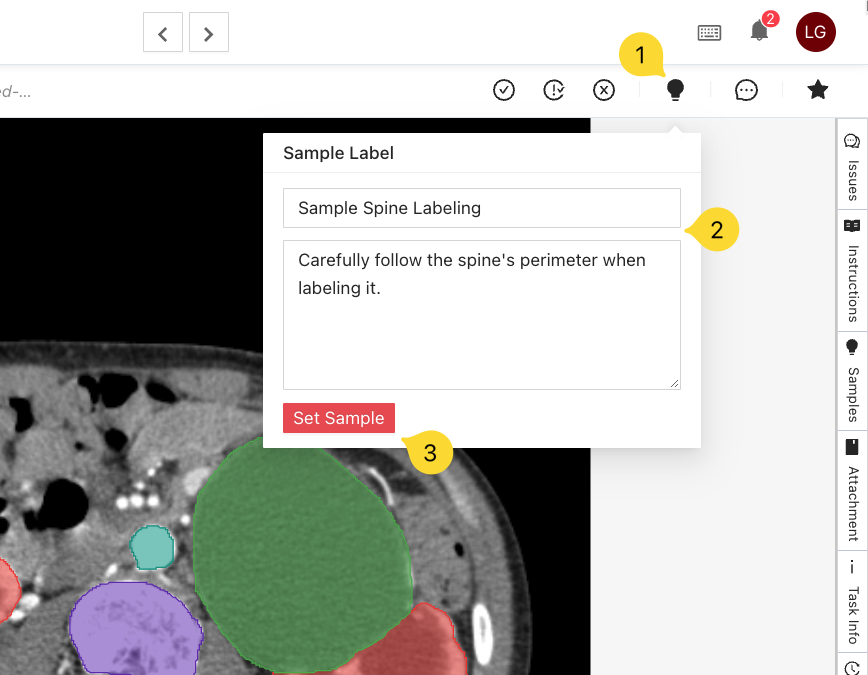 2
LG
1
ed-...
Sample Label
Sample Spine Labeling
2
Carefully follow the spine's perimeter when
labeling it.
Set Sample
3
Issues
Instructions
Samples
Attachment
Task Info